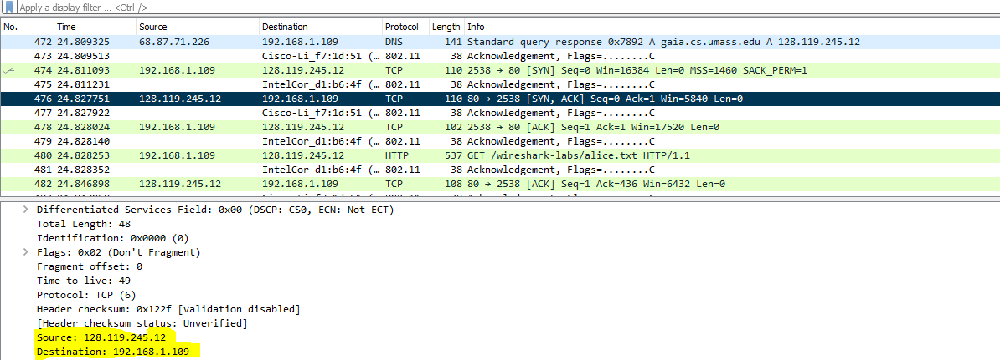 Apply a display filter ... <Ctrl-/>
No. Time Source Destination Protocol Length Info
472 24.809325 68.87.71.226 192.168.1.109 DNS 141 Standard query response 0x7892 A gaia.cs.umass.edu A 128.119.245.12
473 24.809513 Cisco-Li_f7:1d:51 (… 802.11 38 Acknowledgement, Flags=........C
474 24.811093 192.168.1.109 128.119.245.12 TCP 110 2538 → 80 [SYN] Seq=0 Win=16384 Len=0 MSS=1460 SACK_PERM=1
475 24.811231 IntelCor_d1:b6:4f (… 802.11 38 Acknowledgement, Flags=........C
476 24.827751 128.119.245.12 192.168.1.109 TCP 110 80 → 2538 [SYN, ACK] Seq=0 Ack=1 Win=5840 Len=0
477 24.827922 Cisco-Li_f7:1d:51 (… 802.11 38 Acknowledgement, Flags=........C
478 24.828024 192.168.1.109 128.119.245.12 TCP 102 2538 → 80 [ACK] Seq=1 Ack=1 Win=17520 Len=0
479 24.828140 IntelCor_d1:b6:4f (… 802.11 38 Acknowledgement, Flags=........C
480 24.828253 192.168.1.109 128.119.245.12 HTTP 537 GET /wireshark-labs/alice.txt HTTP/1.1
481 24.828352 IntelCor_d1:b6:4f (… 802.11 38 Acknowledgement, Flags=........C
482 24.846898 128.119.245.12 192.168.1.109 TCP 108 80 → 2538 [ACK] Seq=1 Ack=436 Win=6432 Len=0
Differentiated Services Field: 0x00 (DSCP: CS0, ECN: Not-ECT)
Total Length: 48
Identification: 0x0000 (0)
Flags: 0x02 (Don't Fragment)
Fragment offset: 0
Time to live: 49
Protocol: TCP (6)
Header checksum: 0x122f [validation disabled]
[Header checksum status: Unverified]
Source: 128.119.245.12
Destination: 192.168.1.109